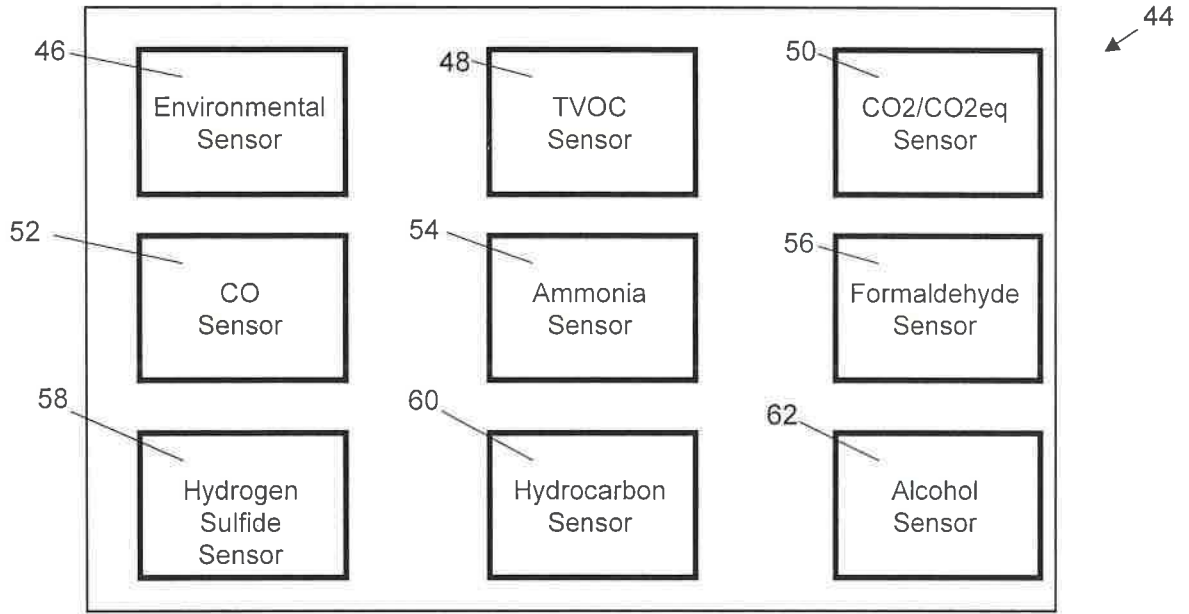 44
46
Environmental
Sensor
48
TVOC
Sensor
50
CO2/CO2eq
Sensor
52
CO
Sensor
54
Ammonia
Sensor
56
Formaldehyde
Sensor
58
Hydrogen
Sulfide
Sensor
60
Hydrocarbon
Sensor
62
Alcohol
Sensor